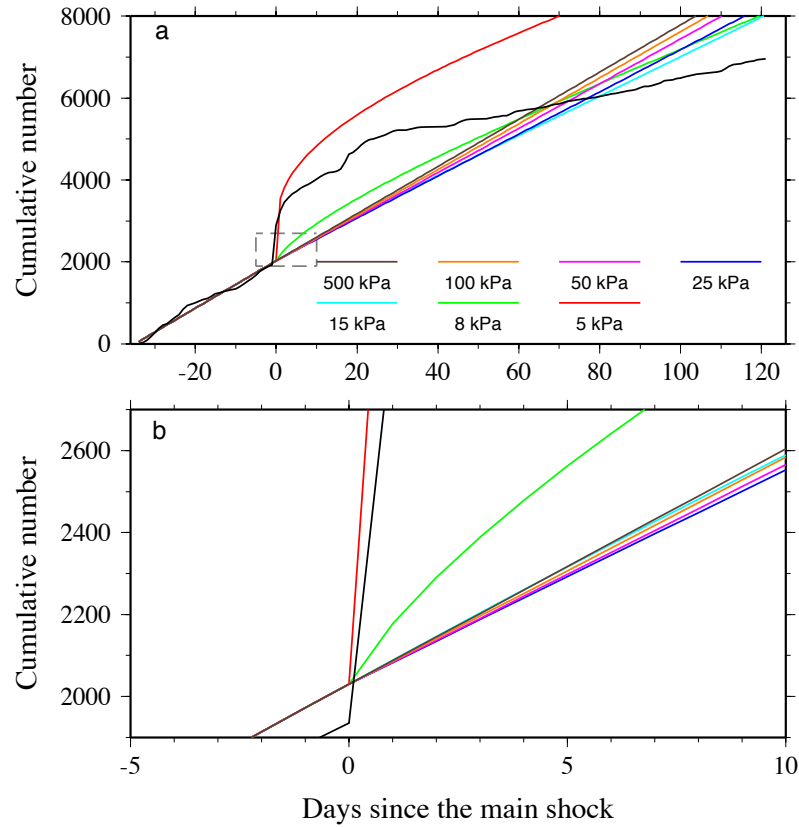 a
8000
6000
4000
2000
0
Cumulative number
500 kPa 100 kPa 50 kPa 25 kPa
15 kPa 8 kPa 5 kPa
-20 0 20 40 60 80 100 120
b
2600
2400
2200
2000
Cumulative number
-5 0 5 10
Days since the main shock